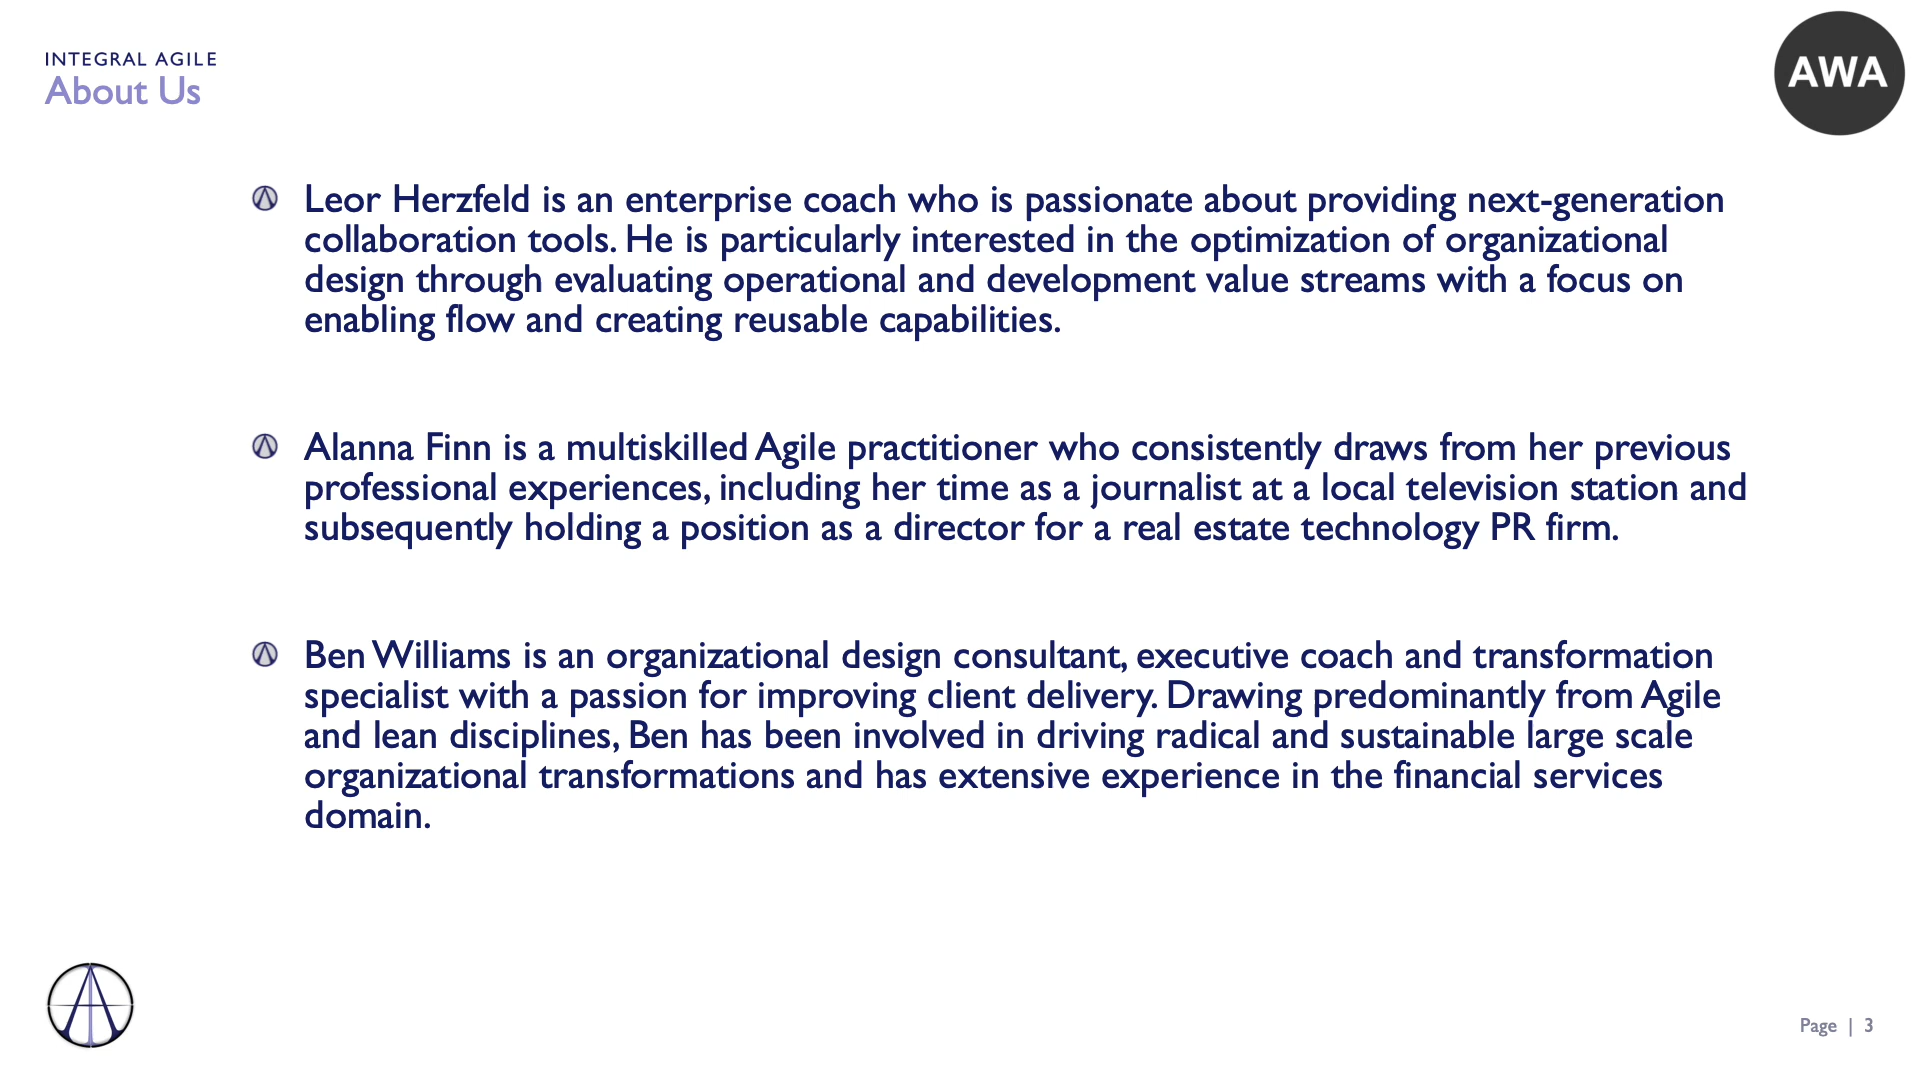 INTEGRAL AGILE
About Us
AWA
Leor Herzfeld is an enterprise coach who is passionate about providing next-generation
collaboration tools. He is particularly interested in the optimization of organizational
design through evaluating operational and development value streams with a focus on
enabling flow and creating reusable capabilities.
Alanna Finn is a multiskilled Agile practitioner who consistently draws from her previous
professional experiences, including her time as a journalist at a local television station and
subsequently holding a position as a director for a real estate technology PR firm.
Ben Williams is an organizational design consultant, executive coach and transformation
specialist with a passion for improving client delivery. Drawing predominantly from Agile
and lean disciplines, Ben has been involved in driving radical and sustainable large scale
organizational transformations and has extensive experience in the financial services
domain.
Page | 3